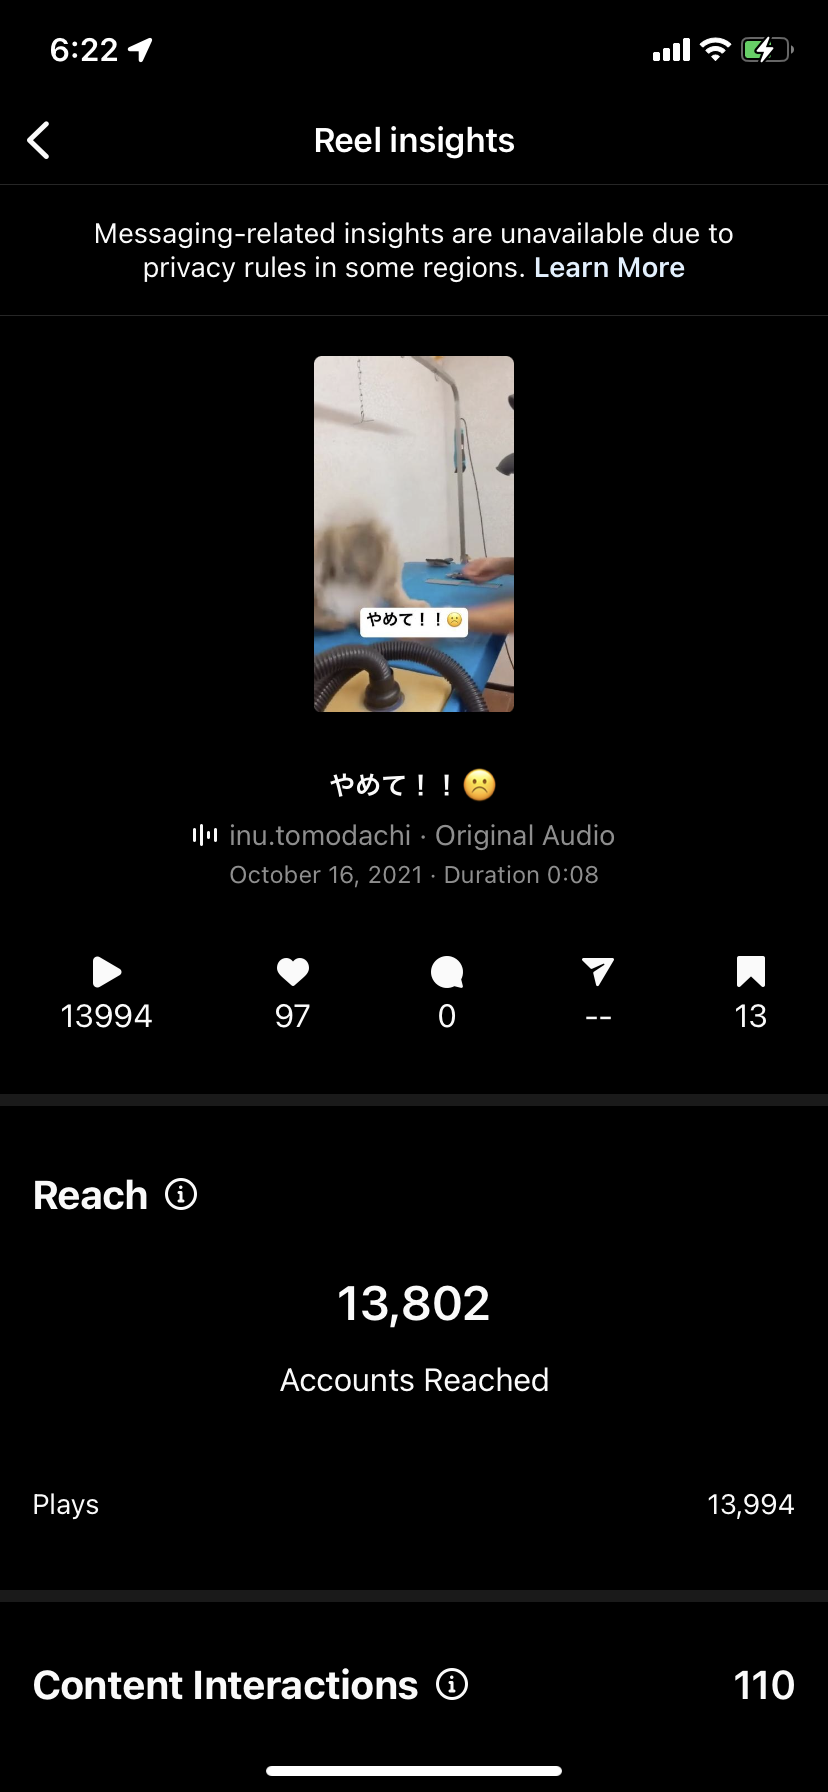 6:22
Reel insights
Messaging-related insights are unavailable due to
privacy rules in some regions. Learn More
やめて！！☹️
やめて！！☹️
inu.tomodachi · Original Audio
October 16, 2021 · Duration 0:08
13994 97 0 -- 13
Reach
13,802
Accounts Reached
Plays 13,994
Content Interactions 110